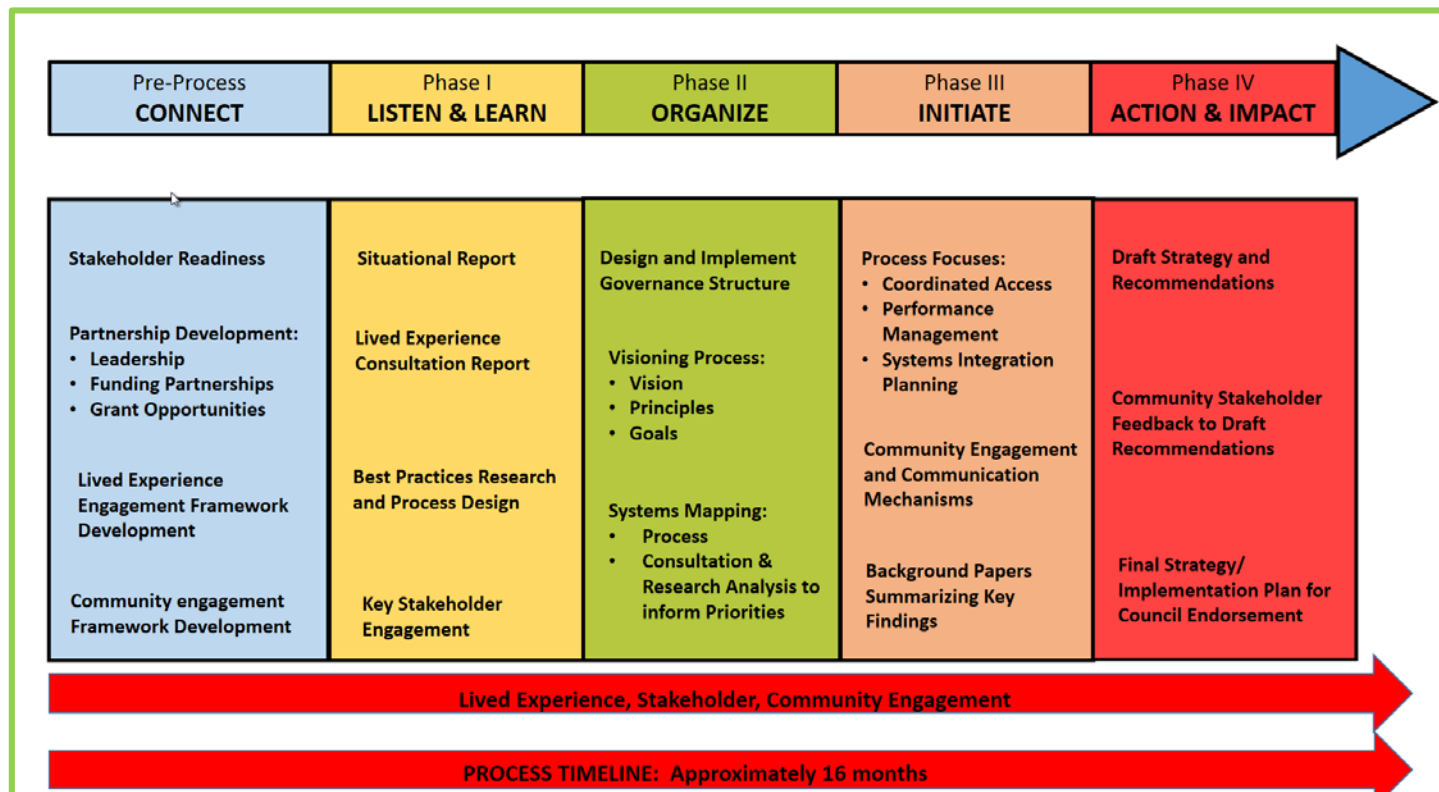 Pre-Process
CONNECT
Phase I
LISTEN & LEARN
Phase II
ORGANIZE
Phase III
INITIATE
Phase IV
ACTION & IMPACT
Stakeholder Readiness
Partnership Development:
• Leadership
• Funding Partnerships
• Grant Opportunities
Lived Experience
Engagement Framework
Development
Community engagement
Framework Development
Situational Report
Lived Experience
Consultation Report
Best Practices Research
and Process Design
Key Stakeholder
Engagement
Design and Implement
Governance Structure
Visioning Process:
• Vision
• Principles
• Goals
Systems Mapping:
• Process
• Consultation &
Research Analysis to
inform Priorities
Process Focuses:
• Coordinated Access
• Performance
Management
• Systems Integration
Planning
Community Engagement
and Communication
Mechanisms
Background Papers
Summarizing Key
Findings
Draft Strategy and
Recommendations
Community Stakeholder
Feedback to Draft
Recommendations
Final Strategy/
Implementation Plan for
Council Endorsement
Lived Experience, Stakeholder, Community Engagement
PROCESS TIMELINE: Approximately 16 months